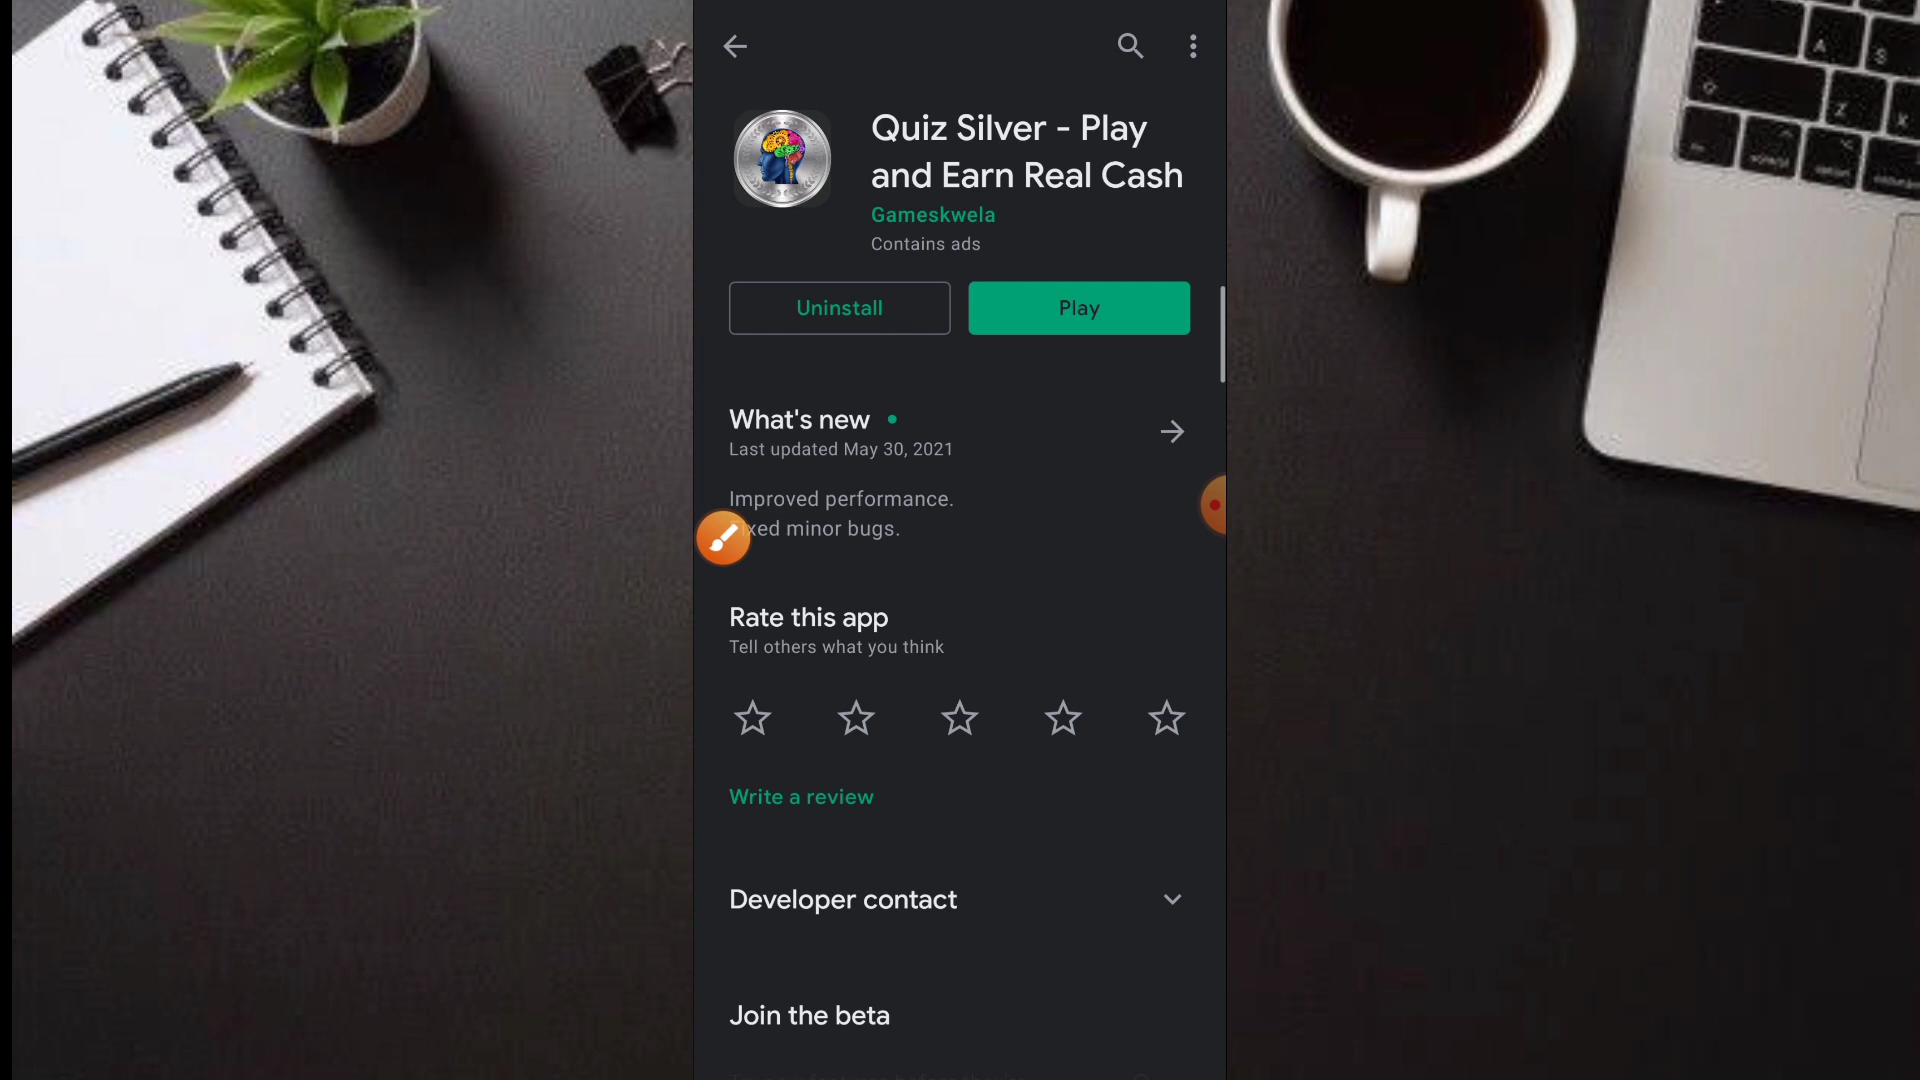 Quiz Silver - Play
and Earn Real Cash
Gameskwela
Contains ads
Uninstall
Play
What's new
Last updated May 30, 2021
Improved performance.
xed minor bugs.
Rate this app
Tell others what you think
Write a review
Developer contact
Join the beta
A
S
Z
X